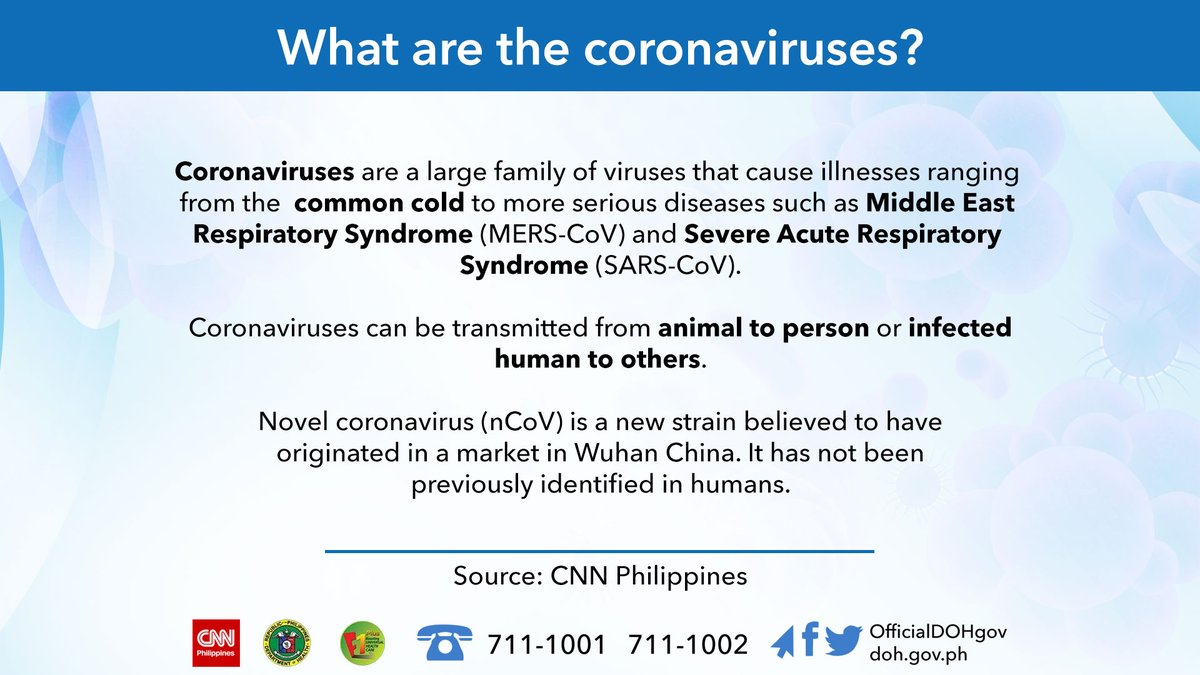 What are the coronaviruses?
Coronaviruses are a large family of viruses that cause illnesses ranging
from the common cold to more serious diseases such as Middle East
Respiratory Syndrome (MERS-CoV) and Severe Acute Respiratory
Syndrome (SARS-CoV).
Coronaviruses can be transmitted from animal to person or infected
human to others.
Novel coronavirus (nCoV) is a new strain believed to have
originated in a market in Wuhan China. It has not been
previously identified in humans.
Source: CNN Philippines
CNN
Philippines
711-1001 711-1002
OfficialDOHgov
doh.gov.ph